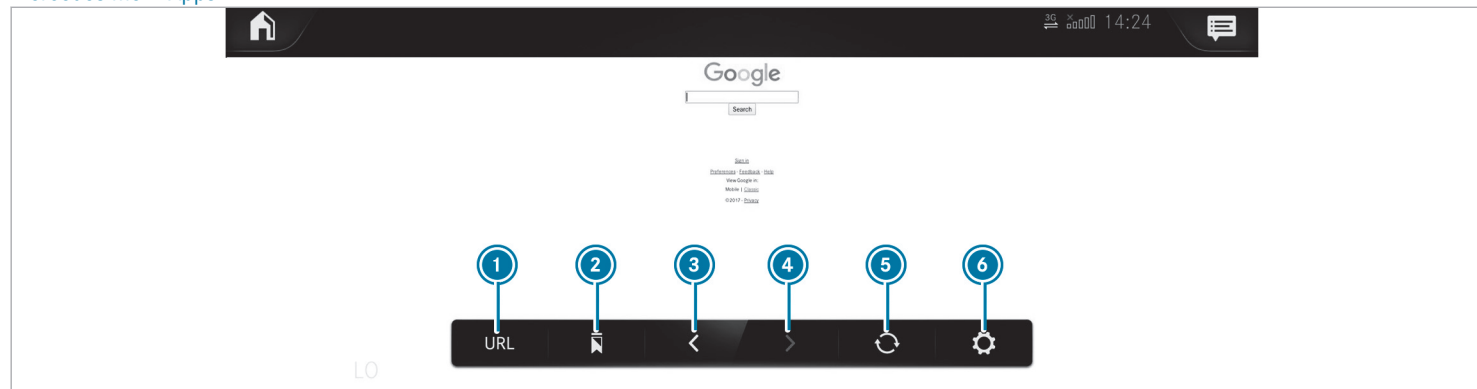 3G 14:24
Google
Search
Sign in
Preferences - Feedback - Help
View Google in:
Mobile | Classic
©2017 - Privacy
1 2 3 4 5 6
URL
LO